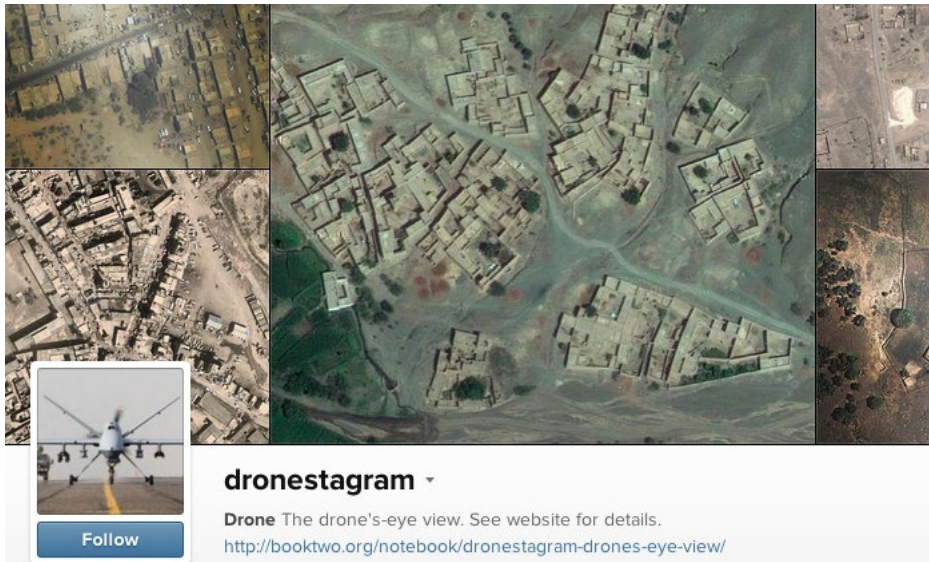 dronestagram
Drone The drone's-eye view. See website for details.
Follow
http://booktwo.org/notebook/dronestagram-drones-eye-view/